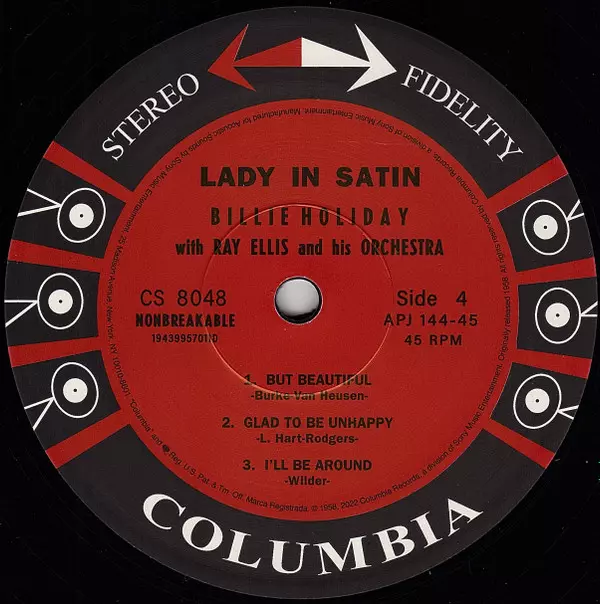 STEREO FIDELITY
LADY IN SATIN
BILLIE HOLIDAY
with RAY ELLIS and his ORCHESTRA
CS 8048
NONBREAKABLE
19439957010
Side 4
APJ 144-45
45 RPM
1. BUT BEAUTIFUL
-Burke-Van Heusen-
2. GLAD TO BE UNHAPPY
-L. Hart-Rodgers-
3. I'LL BE AROUND
-Wilder-
COLUMBIA